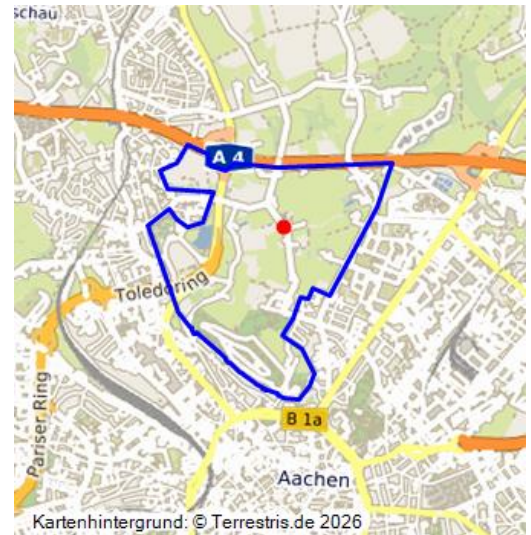 schau
A 4
Toledoring
Pariser Ring
B 1a
Aachen
Kartenhintergrund: © Terrestris.de 2026